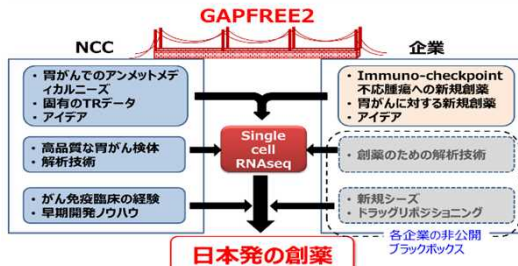 GAPFREE2
NCC
企業
・胃がんでのアンメットメデ
ィカルニーズ
・固有のTRデータ
・アイデア
・Immuno-checkpoint
不応腫瘍への新規創薬
・胃がんに対する新規創薬
・アイデア
・高品質な胃がん検体
・解析技術
Single
cell
RNAseq
・創薬のための解析技術
・がん免疫臨床の経験
・早期開発ノウハウ
・新規シーズ
・ドラッグリポジショニング
各企業の非公開
ブラックボックス
日本発の創薬